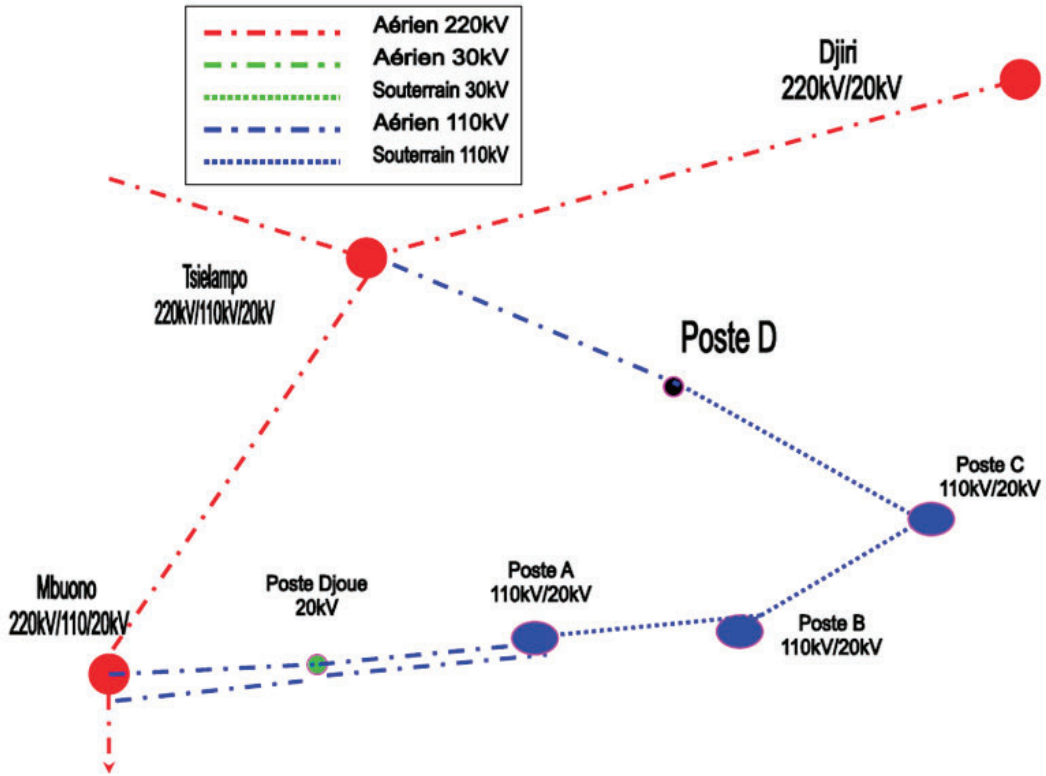 Aérien 220kV
Aérien 30kV
Souterrain 30kV
Aérien 110kV
Souterrain 110kV
Djiri
220kV/20kV
Tsielampo
220kV/110kV/20kV
Poste D
Poste C
110kV/20kV
Mbuono
220kV/110/20kV
Poste Djoue
20kV
Poste A
110kV/20kV
Poste B
110kV/20kV